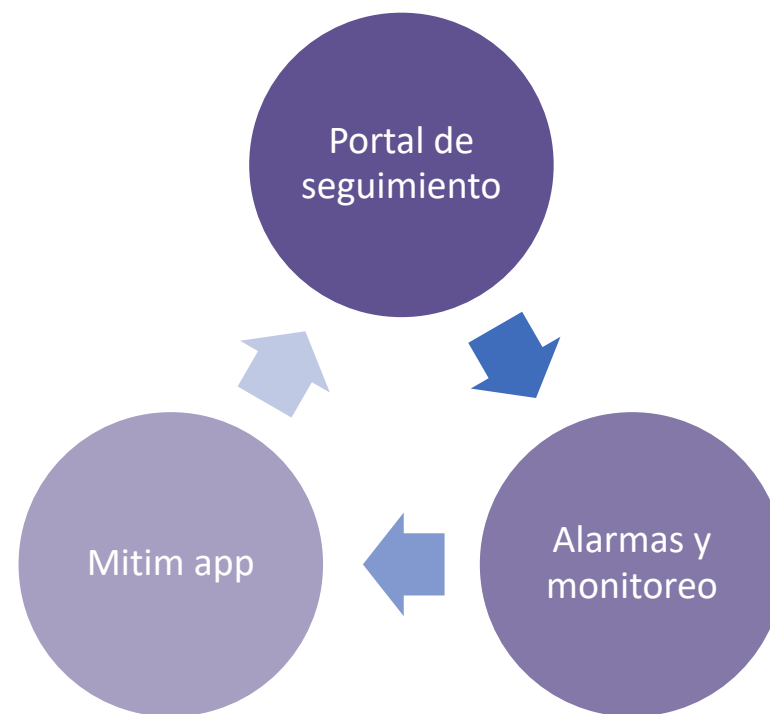 Portal de
seguimiento
Alarmas y
monitoreo
Mitim app